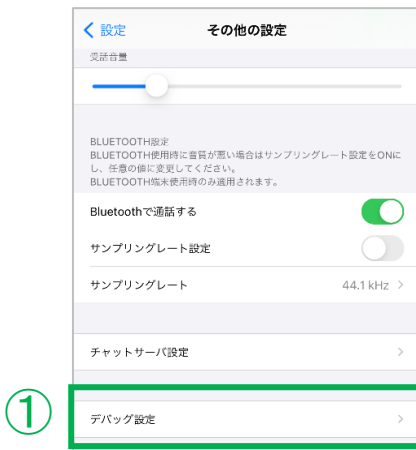 設定
その他の設定
受話音量
BLUETOOTH設定
BLUETOOTH使用時に音質が悪い場合はサンプリングレート設定をONに
し、任意の値に変更してください。
BLUETOOTH端末使用時のみ適用されます。
Bluetoothで通話する
サンプリングレート設定
サンプリングレート 44.1 kHz
チャットサーバ設定
①
デバッグ設定